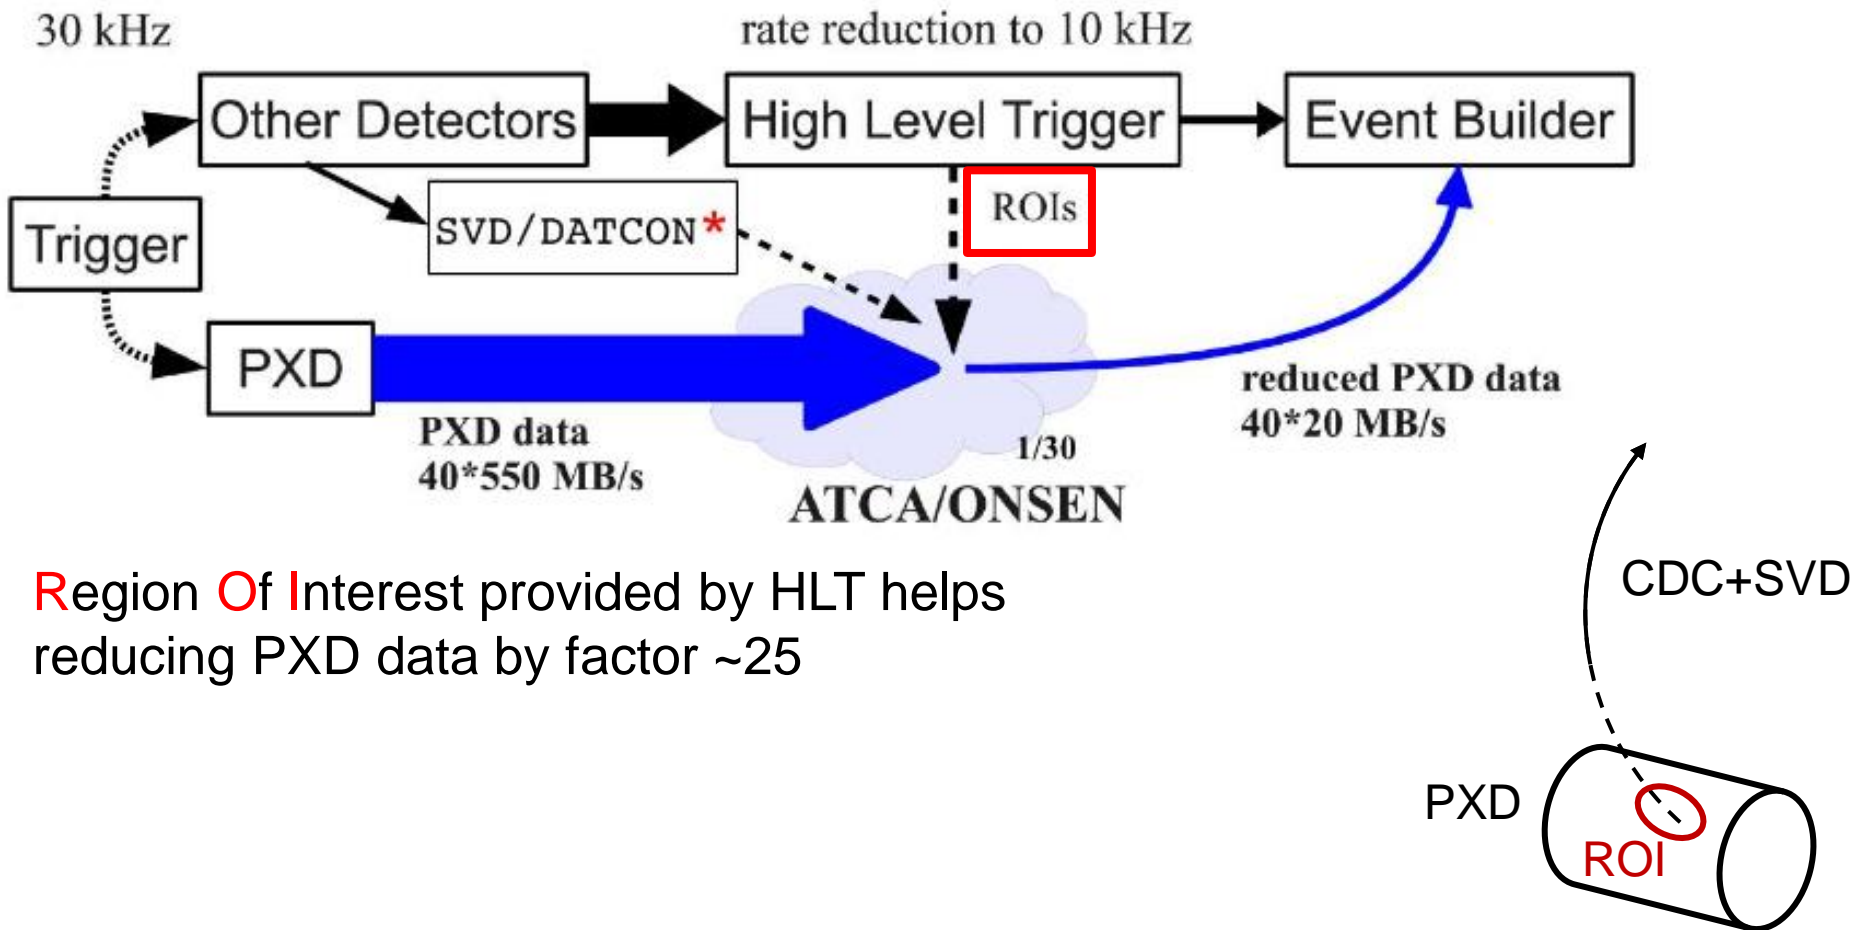 30 kHz
rate reduction to 10 kHz
Other Detectors
High Level Trigger
Event Builder
SVD/DATCON*
ROIs
Trigger
PXD
PXD data
40*550 MB/s
1/30
ATCA/ONSEN
reduced PXD data
40*20 MB/s
Region Of Interest provided by HLT helps
reducing PXD data by factor ~25
CDC+SVD
PXD
ROI